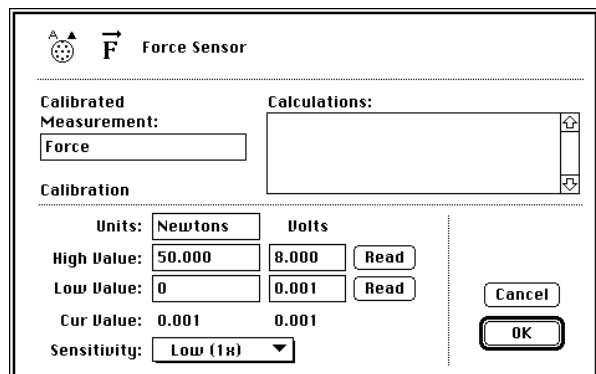 A
F Force Sensor
Calibrated Measurement:
Calculations:
Force
Calibration
Units: Newtons Volts
High Value: 50.000 8.000 Read
Low Value: 0 0.001 Read
Cur Value: 0.001 0.001
Cancel
Sensitivity: Low (1x)
OK